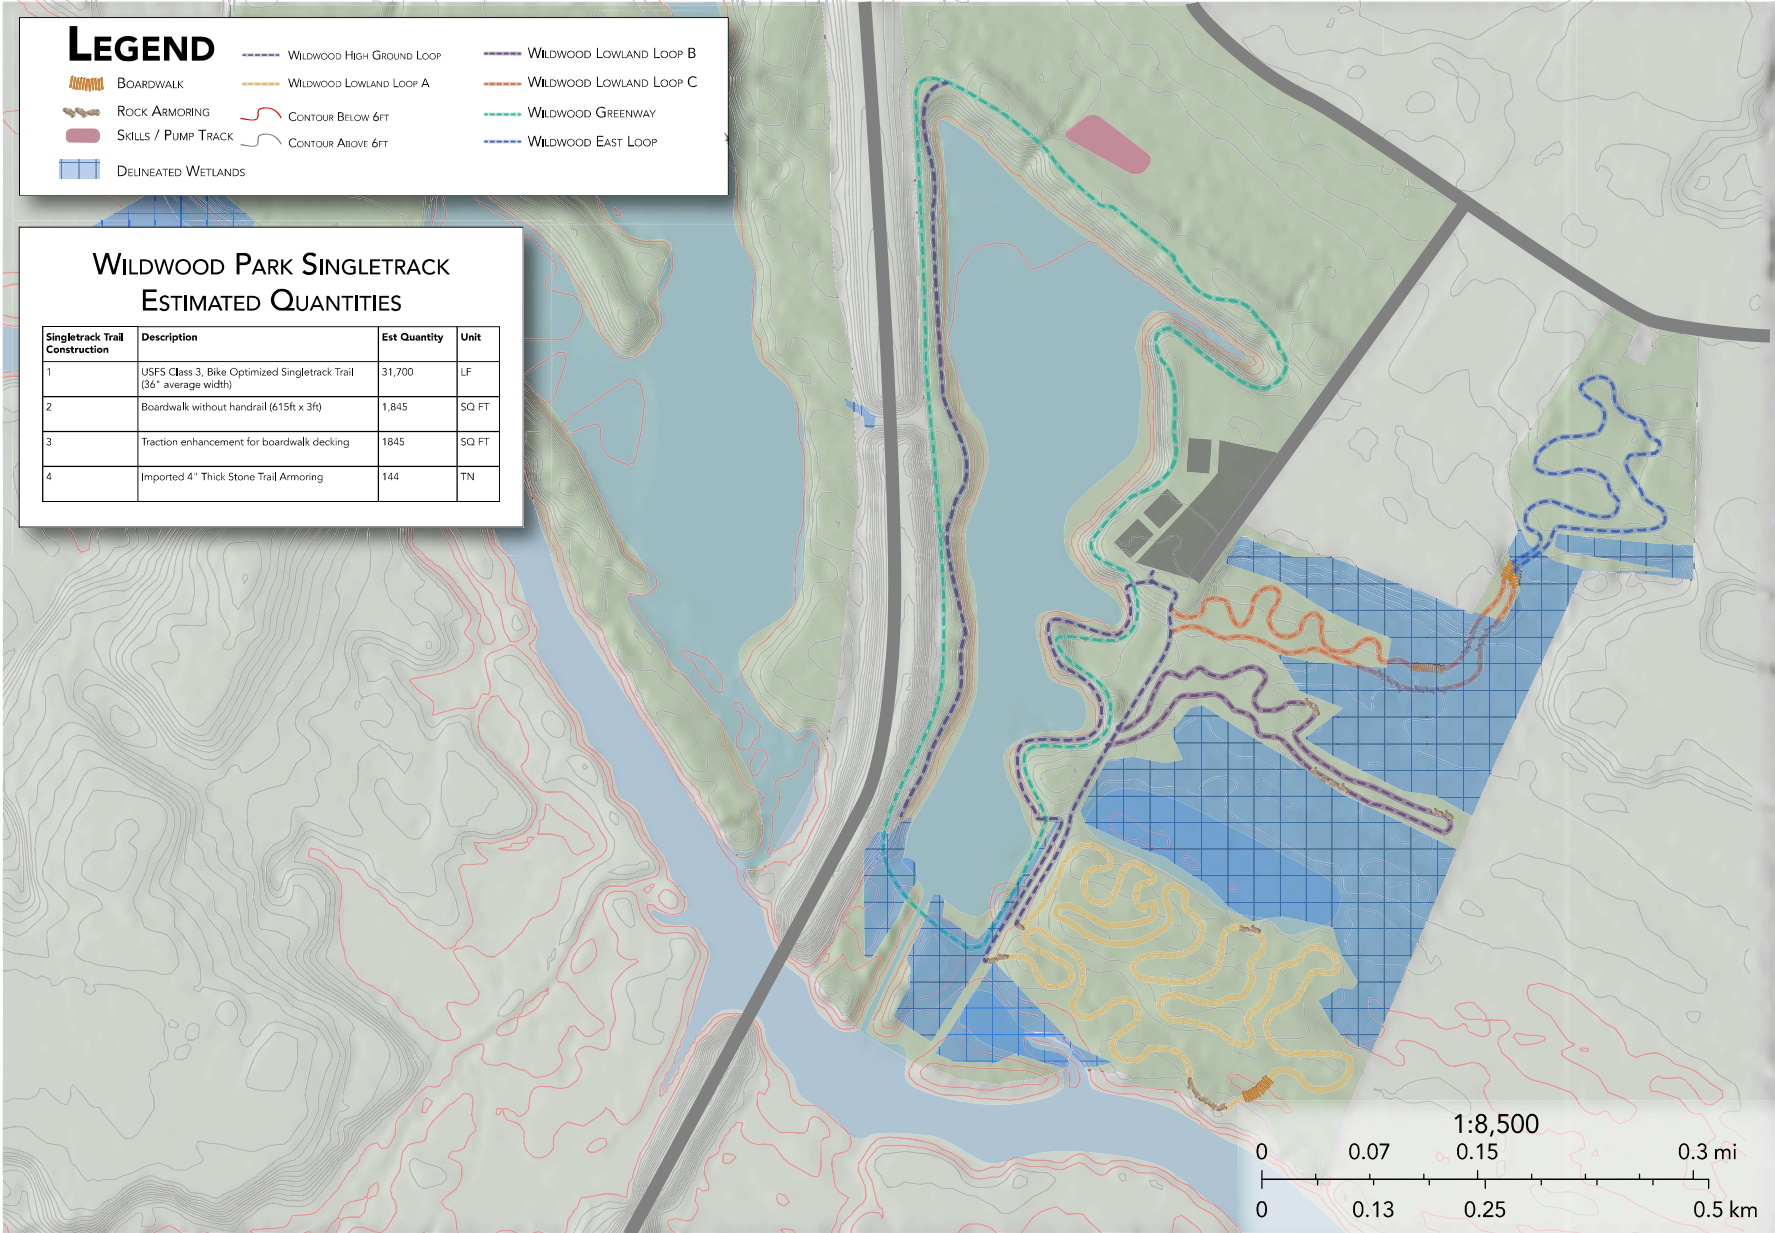 LEGEND
BOARDWALK
ROCK ARMORING
SKILLS / PUMP TRACK
DELINEATED WETLANDS
WILDWOOD HIGH GROUND LOOP
WILDWOOD LOWLAND LOOP A
CONTOUR BELOW 6FT
CONTOUR ABOVE 6FT
WILDWOOD LOWLAND LOOP B
WILDWOOD LOWLAND LOOP C
WILDWOOD GREENWAY
WILDWOOD EAST LOOP
WILDWOOD PARK SINGLETRACK
ESTIMATED QUANTITIES
Singletrack Trail Description Est Quantity Unit
Construction
1 USFS Class 3, Bike Optimized Singletrack Trail 31,700 LF
(36" average width)
2 Boardwalk without handrail (615ft x 3ft) 1,845 SQ FT
3 Traction enhancement for boardwalk decking 1845 SQ FT
4 Imported 4" Thick Stone Trail Armoring 144 TN
1:8,500
0 0.07 0.15 0.3 mi
0 0.13 0.25 0.5 km